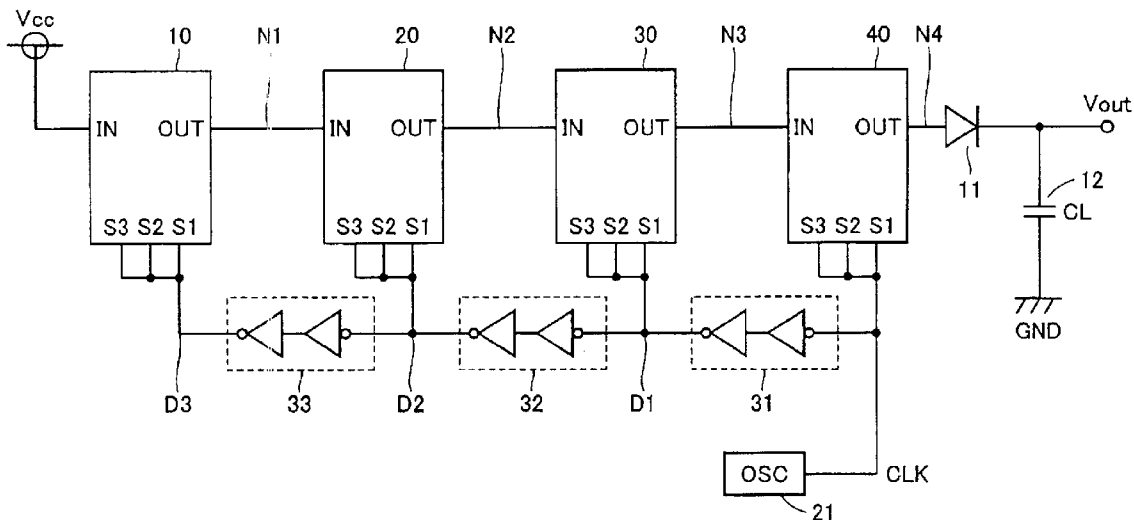 Vcc
10
N1
20
N2
30
N3
40
N4
IN
OUT
IN
OUT
IN
OUT
IN
OUT
Vout
11
12
CL
S3 S2 S1
S3 S2 S1
S3 S2 S1
S3 S2 S1
GND
D3
33
D2
32
D1
31
OSC
CLK
21